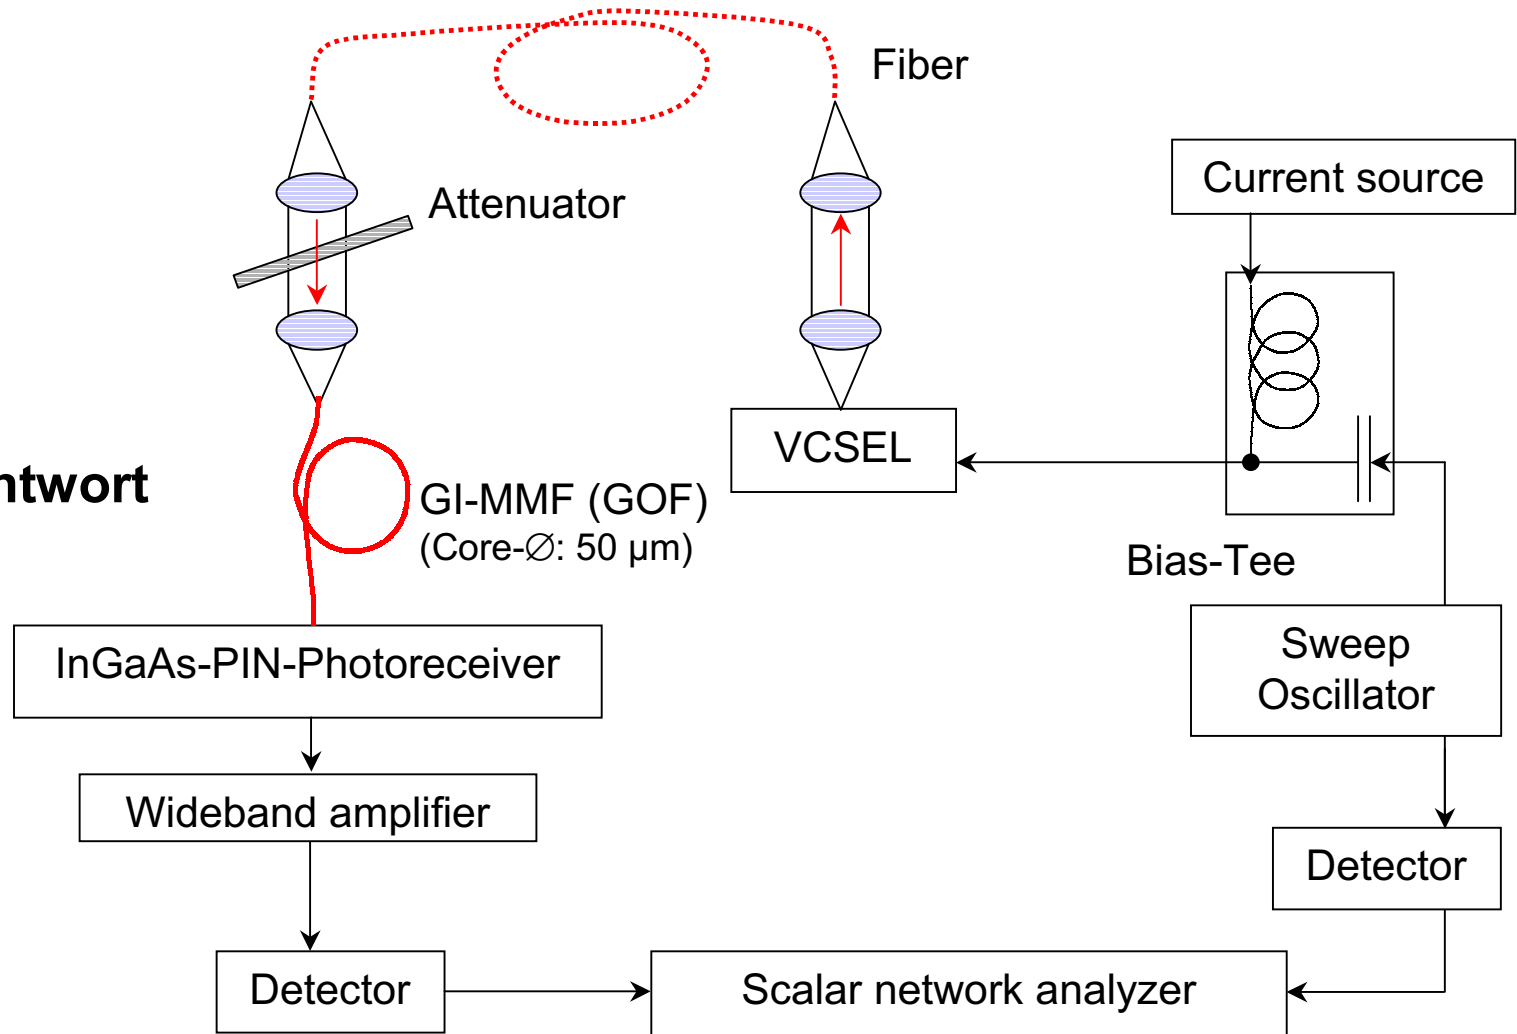 Fiber
Current source
Attenuator
VCSEL
ntwort
GI-MMF (GOF)
(Core-∅: 50 µm)
Bias-Tee
InGaAs-PIN-Photoreceiver
Sweep
Oscillator
Wideband amplifier
Detector
Detector
Scalar network analyzer